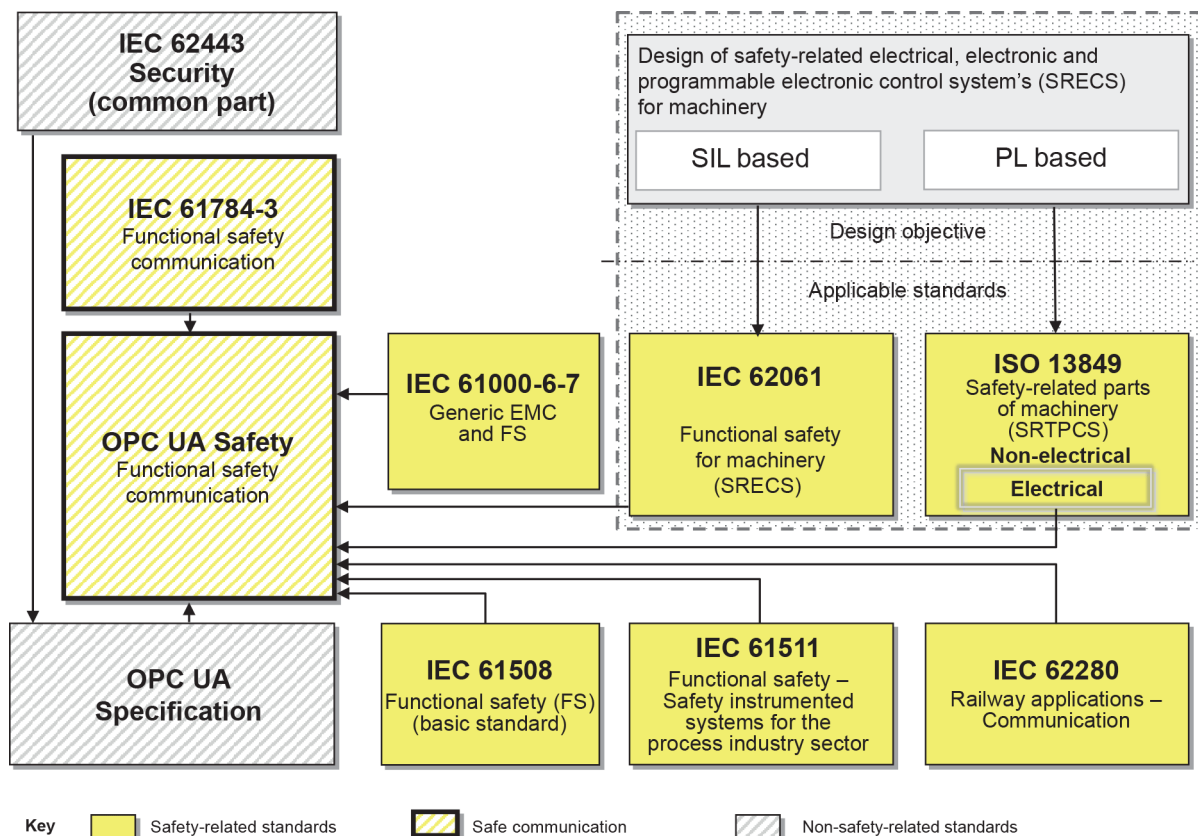 IEC 62443
Security
(common part)
Design of safety-related electrical, electronic and
programmable electronic control system’s (SRECS)
for machinery
SIL based
PL based
Design objective
Applicable standards
IEC 61784-3
Functional safety
communication
OPC UA Safety
Functional safety
communication
IEC 61000-6-7
Generic EMC
and FS
IEC 62061
Functional safety
for machinery
(SRECS)
ISO 13849
Safety-related parts
of machinery
(SRTPCS)
Non-electrical
Electrical
OPC UA
Specification
IEC 61508
Functional safety (FS)
(basic standard)
IEC 61511
Functional safety –
Safety instrumented
systems for the
process industry sector
IEC 62280
Railway applications –
Communication
Key
Safety-related standards
Safe communication
Non-safety-related standards